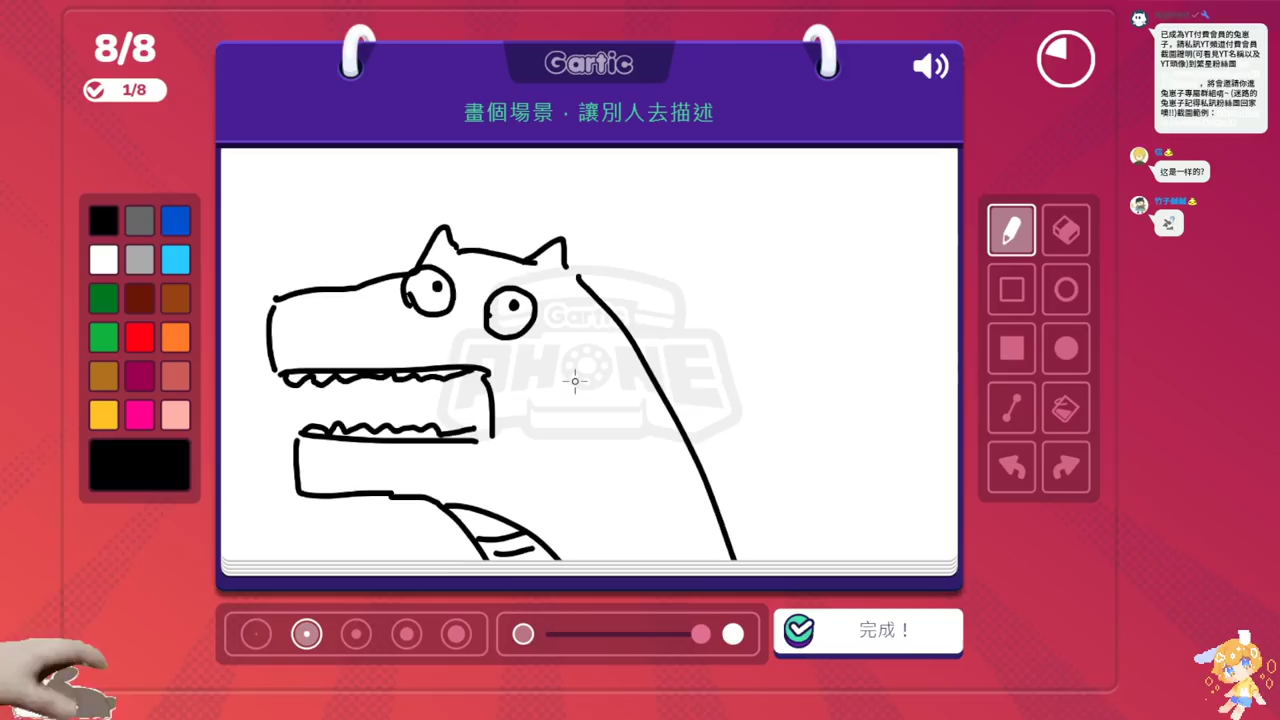 8/8
1/8
Gartic
畫個場景．讓別人去描述
Gartic
PHONE
完成！
已成為YT付費會員的兔崽
子，請私訊YT頻道付費會員
截圖證明(可看見YT名稱以及
YT頭像)到繁星粉絲團
，將會邀請你進
兔崽子專屬群組唷~ (迷路的
兔崽子記得私訊粉絲團回家
噢!!)截圖範例：
这是一样的?